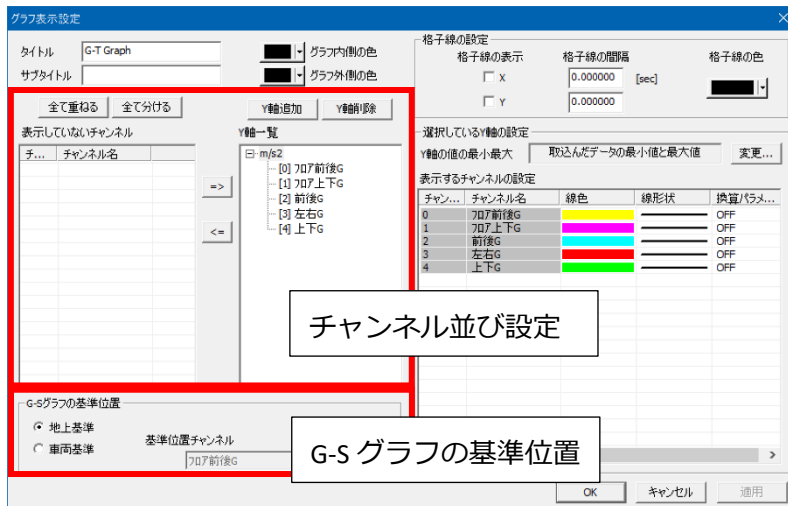 グラフ表示設定
タイトル
G-T Graph
グラフ内側の色
サブタイトル
グラフ外側の色
全て重ねる
全て分ける
Y軸追加
Y軸削除
表示していないチャンネル
Y軸一覧
チ...
チャンネル名
m/s2
[0] フロア前後G
[1] フロア上下G
[2] 前後G
[3] 左右G
[4] 上下G
=>
<=
チャンネル並び設定
G-Sグラフの基準位置
地上基準
車両基準
基準位置チャンネル
フロア前後G
G-S グラフの基準位置
格子線の設定
格子線の表示
格子線の間隔
格子線の色
X
0.000000
[sec]
Y
0.000000
選択しているY軸の設定
Y軸の値の最小最大
取込んだデータの最小値と最大値
変更...
表示するチャンネルの設定
チャン... チャンネル名 線色 線形状 換算パラメ...
0 フロア前後G OFF
1 フロア上下G OFF
2 前後G OFF
3 左右G OFF
4 上下G OFF
OK
キャンセル
適用